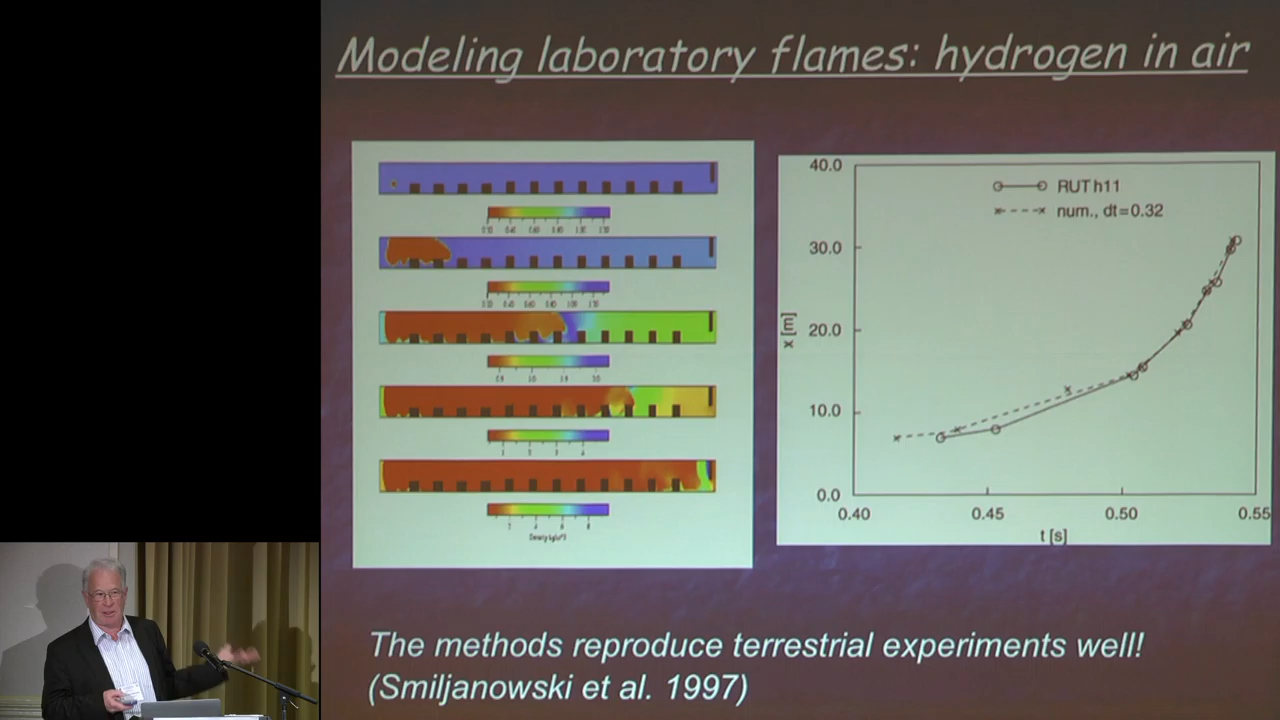 Modeling laboratory flames: hydrogen in air
40.0
30.0
20.0
10.0
0.0
x [m]
RUT h11
num., dt=0.32
0.40
0.45
0.50
0.55
t [s]
The methods reproduce terrestrial experiments well!
(Smiljanowski et al. 1997)